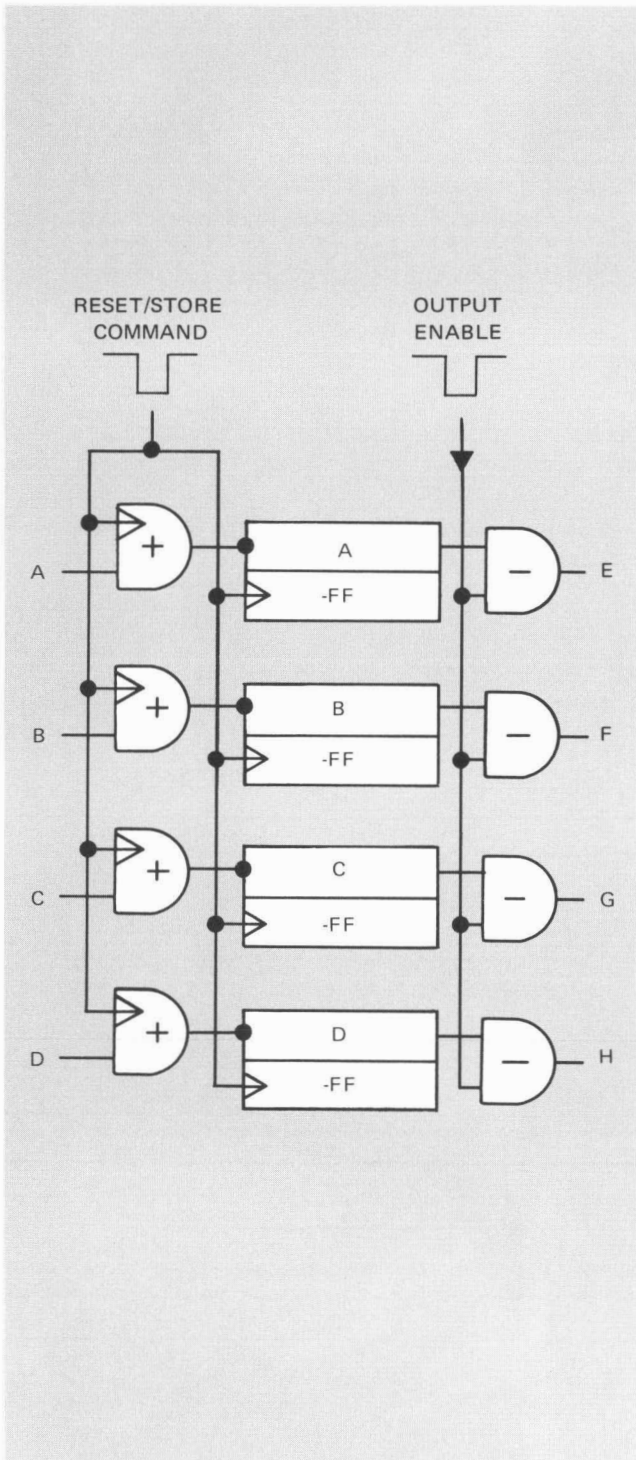 RESET/STORE
COMMAND
OUTPUT
ENABLE
A
+
A
-FF
−
E
B
+
B
-FF
−
F
C
+
C
-FF
−
G
D
+
D
-FF
−
H